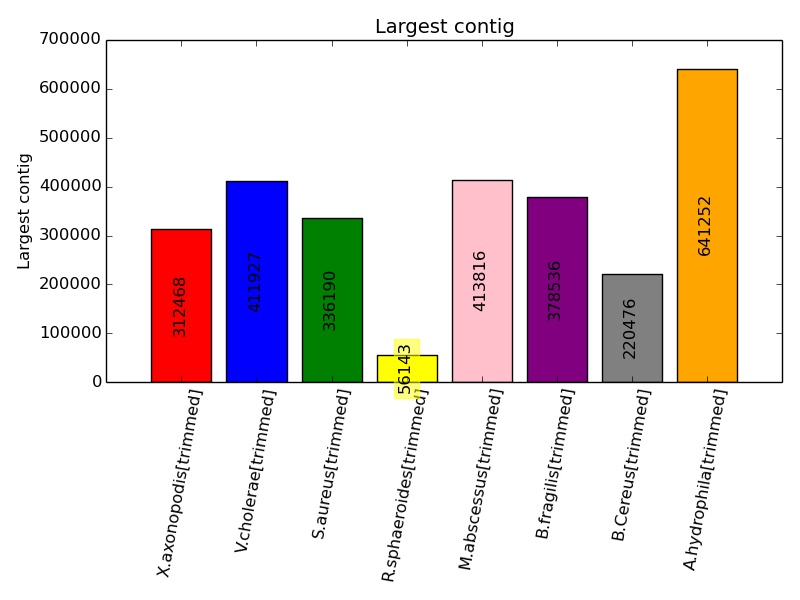 Largest contig
700000
600000
500000
400000
300000
200000
100000
0
Largest contig
312468
411927
336190
56143
413816
378536
220476
641252
X.axonopodis[trimmed]
V.cholerae[trimmed]
S.aureus[trimmed]
R.sphaeroides[trimmed]
M.abscessus[trimmed]
B.fragilis[trimmed]
B.Cereus[trimmed]
A.hydrophila[trimmed]